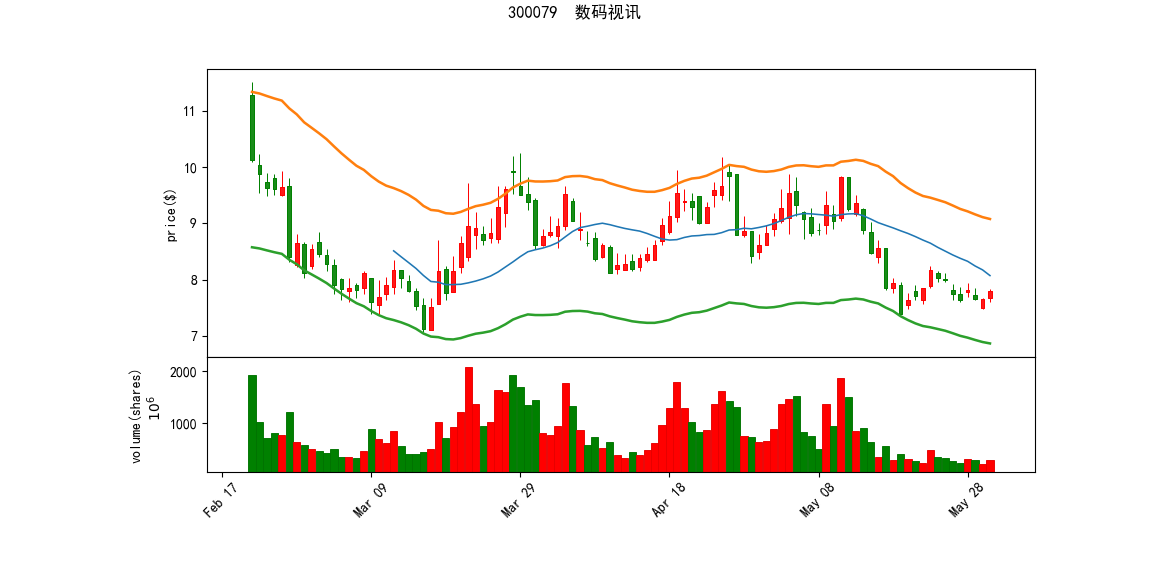 300079 数码视讯
price($)
11
10
9
8
7
volume(shares)
10^6
2000
1000
Feb 17
Mar 09
Mar 29
Apr 18
May 08
May 28